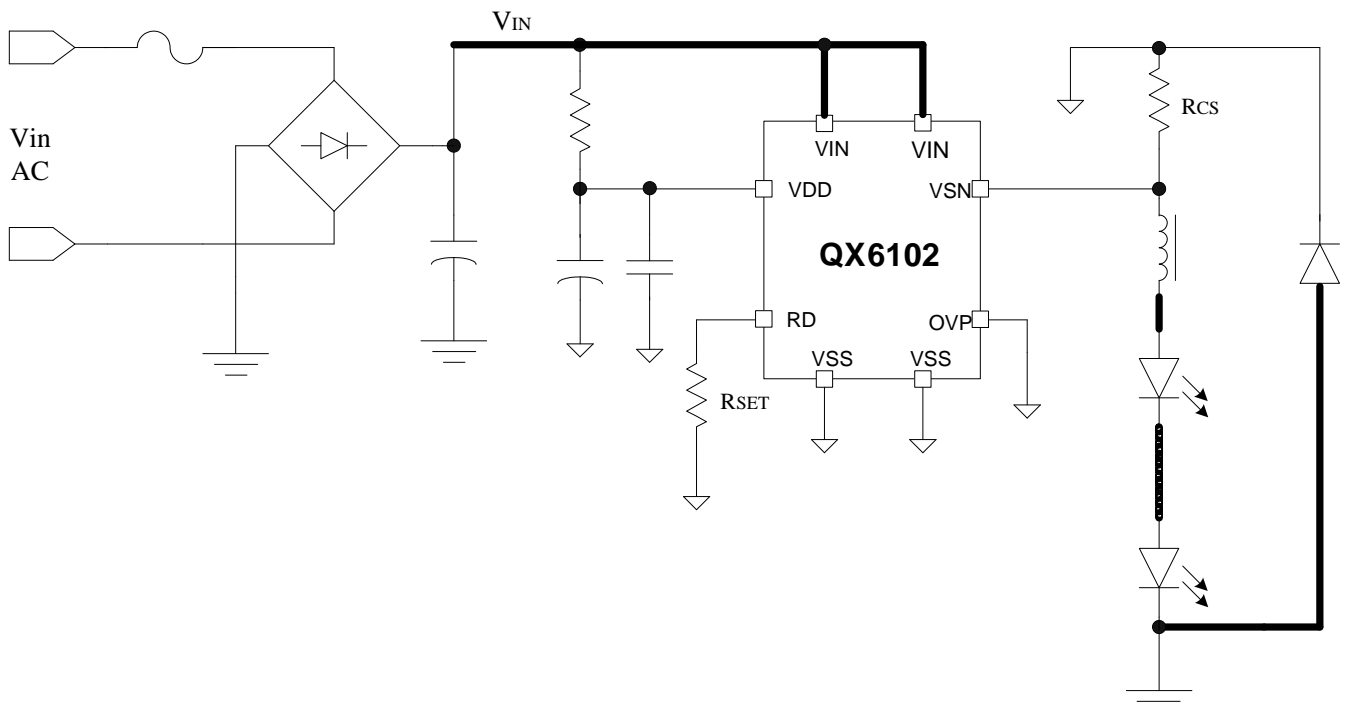 VIN
Vin
AC
VIN
VIN
RCS
VDD
VSN
QX6102
RD
OVP
VSS
VSS
RSET